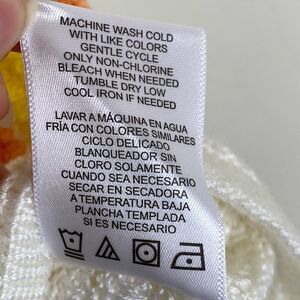 MACHINE WASH COLD
WITH LIKE COLORS
GENTLE CYCLE
ONLY NON-CHLORINE
BLEACH WHEN NEEDED
TUMBLE DRY LOW
COOL IRON IF NEEDED
LAVAR A MÁQUINA EN AGUA
FRÍA CON COLORES SIMILARES
CICLO DELICADO
BLANQUEADOR SIN
CLORO SOLAMENTE
CUANDO SEA NECESARIO
SECAR EN SECADORA
A TEMPERATURA BAJA
PLANCHA TEMPLADA
SI ES NECESARIO